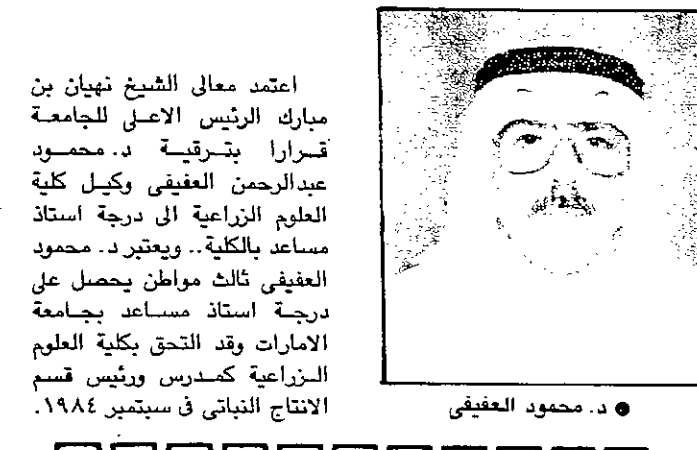 اعتمد معالى الشيخ نهيان بن
مبارك الرئيس الاعلى للجامعة
قرارا بترقية د. محمود
عبدالرحمن العفيفى وكيل كلية
العلوم الزراعية الى درجة استاذ
مساعد بالكلية.. ويعتبر د. محمود
العفيفى ثالث مواطن يحصل على
درجة استاذ مساعد بجامعة
الامارات وقد التحق بكلية العلوم
الزراعية كمدرس ورئيس قسم
الانتاج النباتى فى سبتمبر ١٩٨٤.
● د. محمود العفيفى